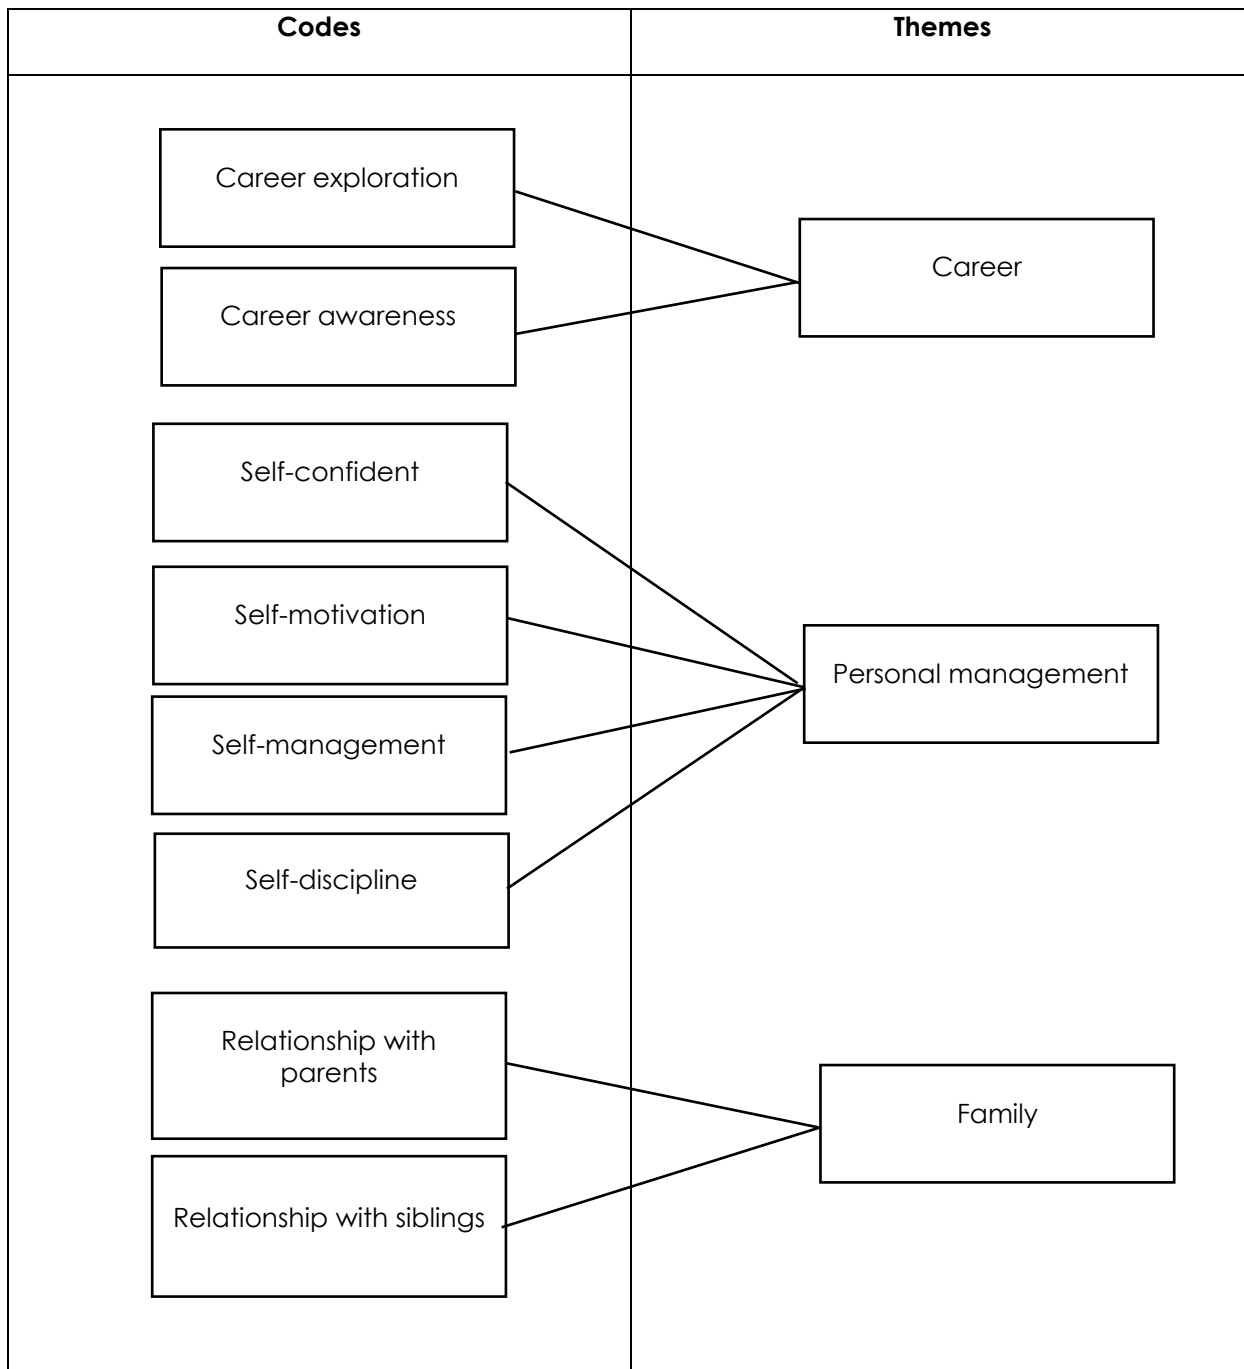 Codes
Themes
Career exploration
Career
Career awareness
Self-confident
Self-motivation
Personal management
Self-management
Self-discipline
Relationship with
parents
Family
Relationship with siblings